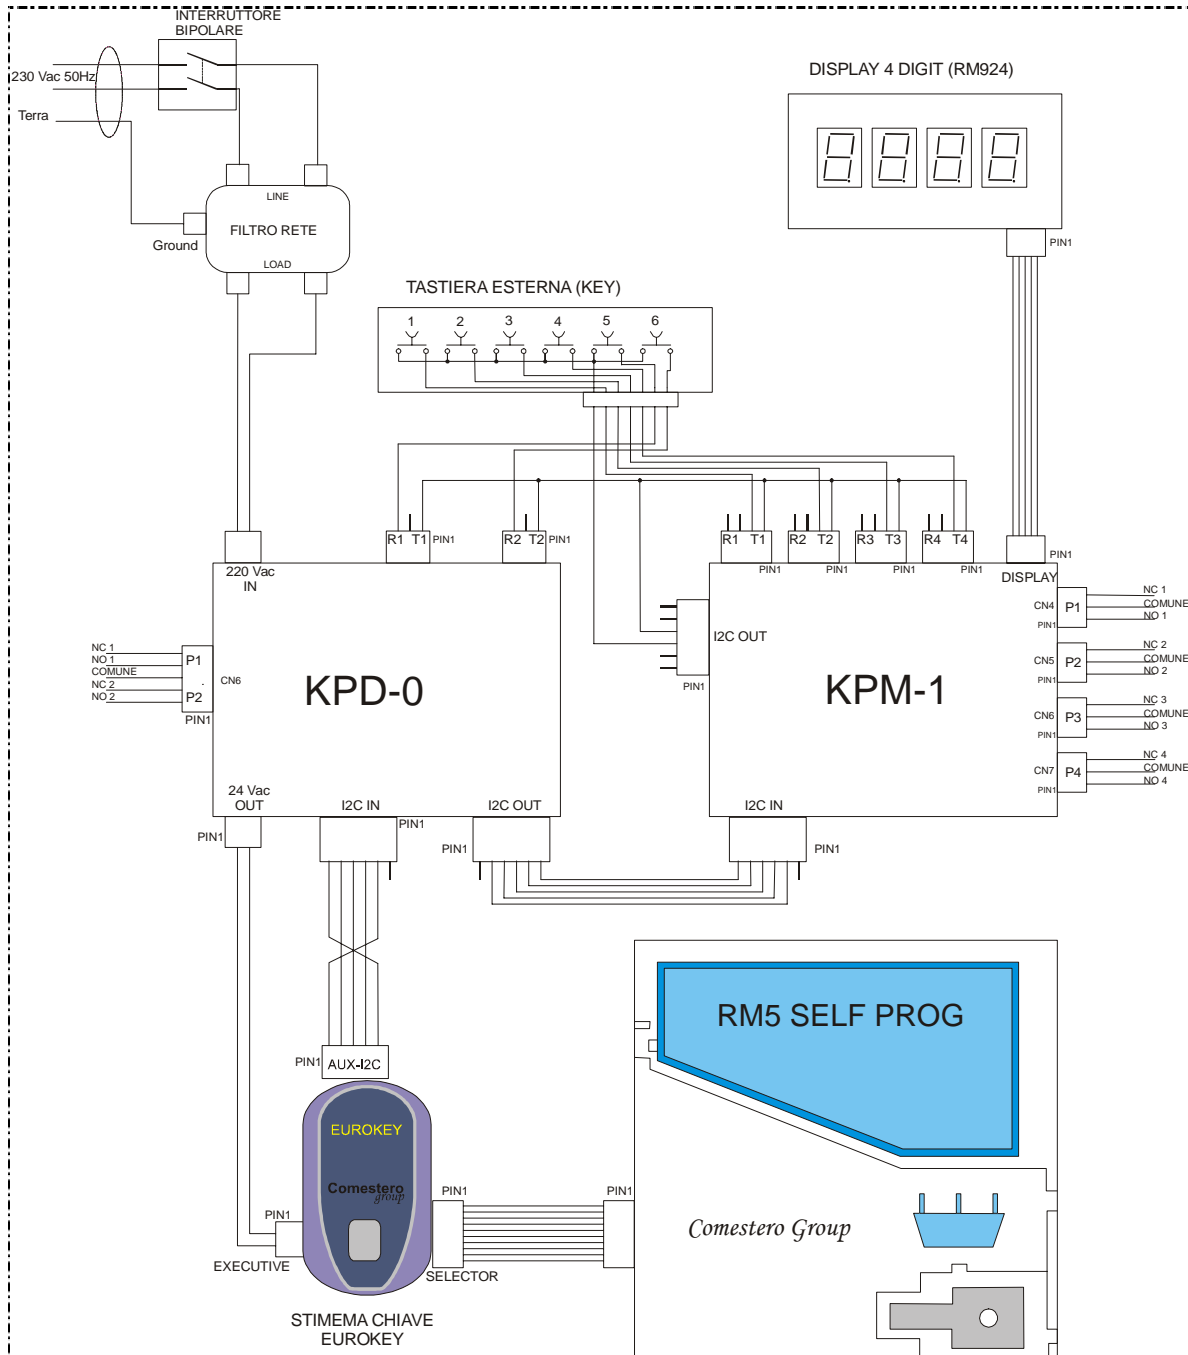 INTERRUTTORE
BIPOLARE
230 Vac 50Hz
Terra
LINE
FILTRO RETE
Ground
LOAD
DISPLAY 4 DIGIT (RM924)
PIN1
TASTIERA ESTERNA (KEY)
1 2 3 4 5 6
R1 T1 PIN1
R2 T2 PIN1
R1 T1
PIN1
R2 T2
PIN1
R3 T3
PIN1
R4 T4
PIN1
PIN1
DISPLAY
220 Vac
IN
NC 1
NO 1
COMUNE
NC 2
NO 2
P1
P2
CN6
PIN1
KPD-0
I2C OUT
PIN1
KPM-1
CN4 P1
PIN1
NC 1
COMUNE
NO 1
CN5 P2
PIN1
NC 2
COMUNE
NO 2
CN6 P3
PIN1
NC 3
COMUNE
NO 3
CN7 P4
PIN1
NC 4
COMUNE
NO 4
24 Vac
OUT
PIN1
I2C IN
PIN1
I2C OUT
PIN1
I2C IN
PIN1
PIN1
AUX-I2C
EUROKEY
Comestero
group
PIN1
EXECUTIVE
PIN1
SELECTOR
PIN1
STIMEMA CHIAVE
EUROKEY
RM5 SELF PROG
Comestero Group